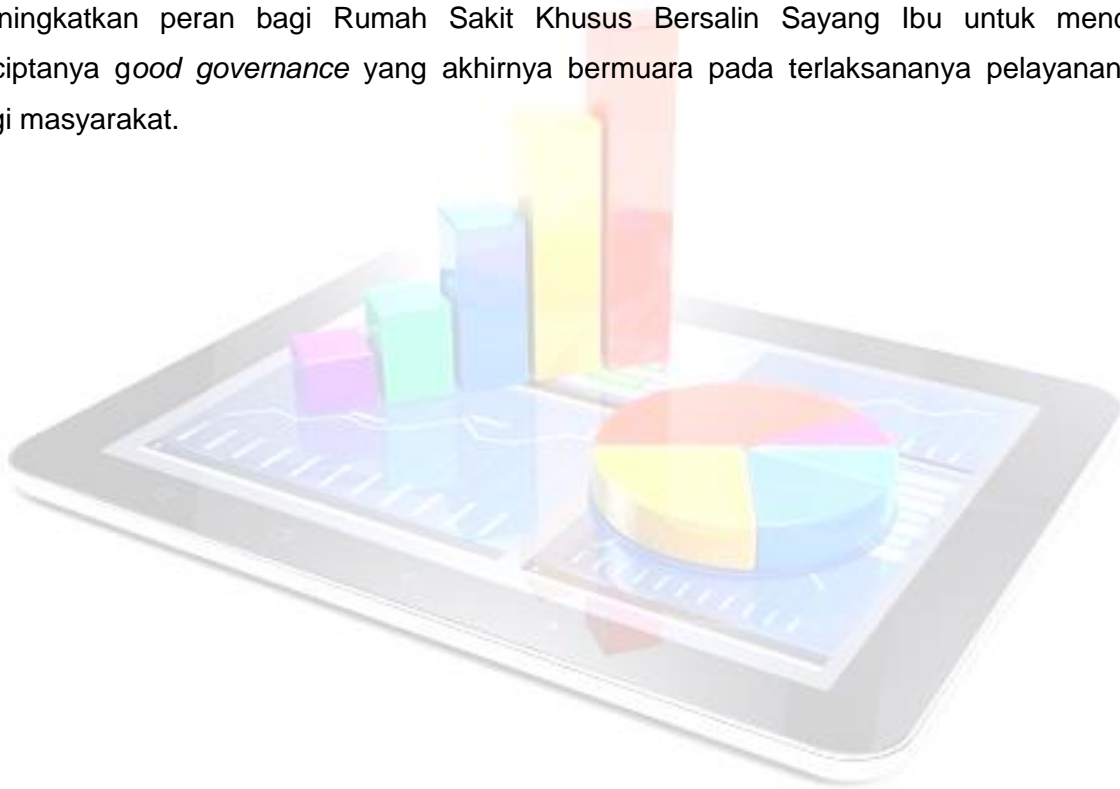 ningkatkan peran bagi Rumah Sakit Khusus Bersalin Sayang Ibu untuk mend
ciptanya good governance yang akhirnya bermuara pada terlaksananya pelayanan
gi masyarakat.